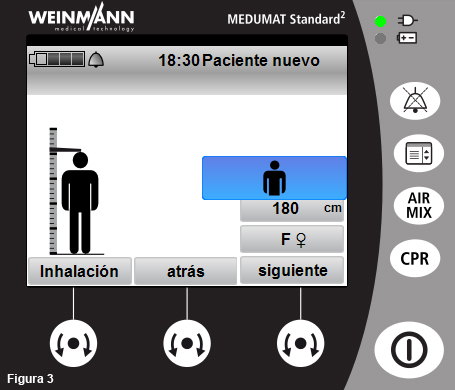 WEINMANN
medical technology
MEDUMAT Standard²
18:30 Paciente nuevo
180 cm
F ♀
Inhalación
atrás
siguiente
AIR
MIX
CPR
Figura 3